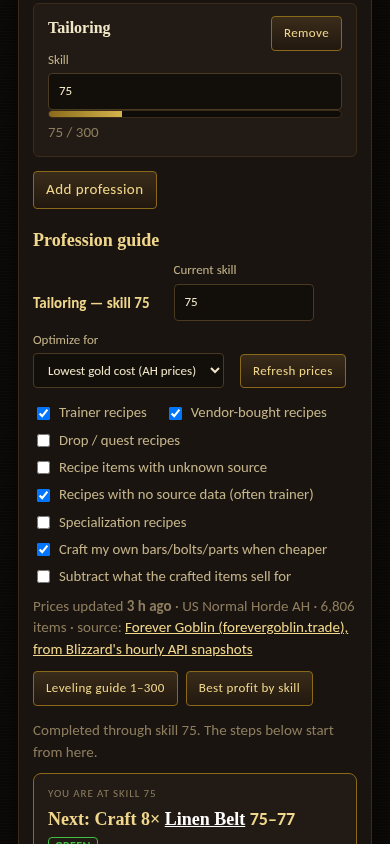 Tailoring
Remove
Skill
75
75 / 300
Add profession
Profession guide
Current skill
Tailoring — skill 75
75
Optimize for
Lowest gold cost (AH prices)
Refresh prices
Trainer recipes
Vendor-bought recipes
Drop / quest recipes
Recipe items with unknown source
Recipes with no source data (often trainer)
Specialization recipes
Craft my own bars/bolts/parts when cheaper
Subtract what the crafted items sell for
Prices updated 3 h ago · US Normal Horde AH · 6,806
items · source: Forever Goblin (forevergoblin.trade),
from Blizzard's hourly API snapshots
Leveling guide 1–300
Best profit by skill
Completed through skill 75. The steps below start
from here.
YOU ARE AT SKILL 75
Next: Craft 8× Linen Belt 75–77
GREEN